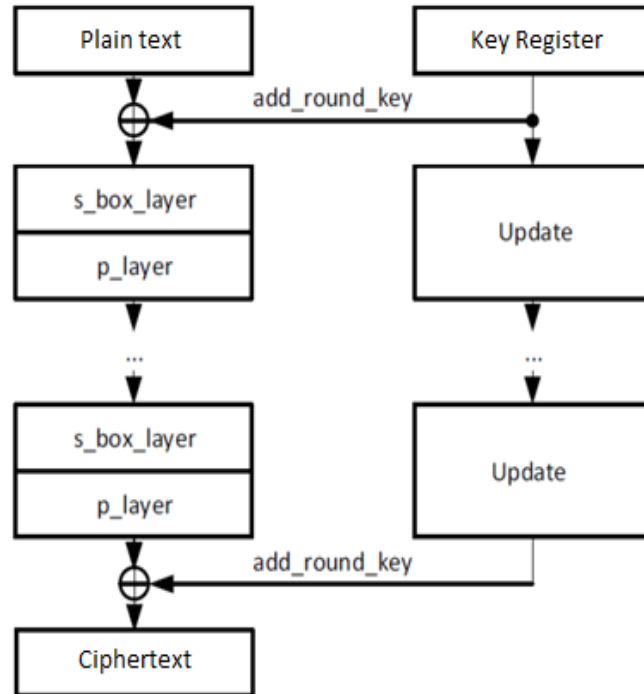 Plain text
Key Register
add_round_key
s_box_layer
p_layer
Update
...
...
s_box_layer
p_layer
Update
add_round_key
Ciphertext